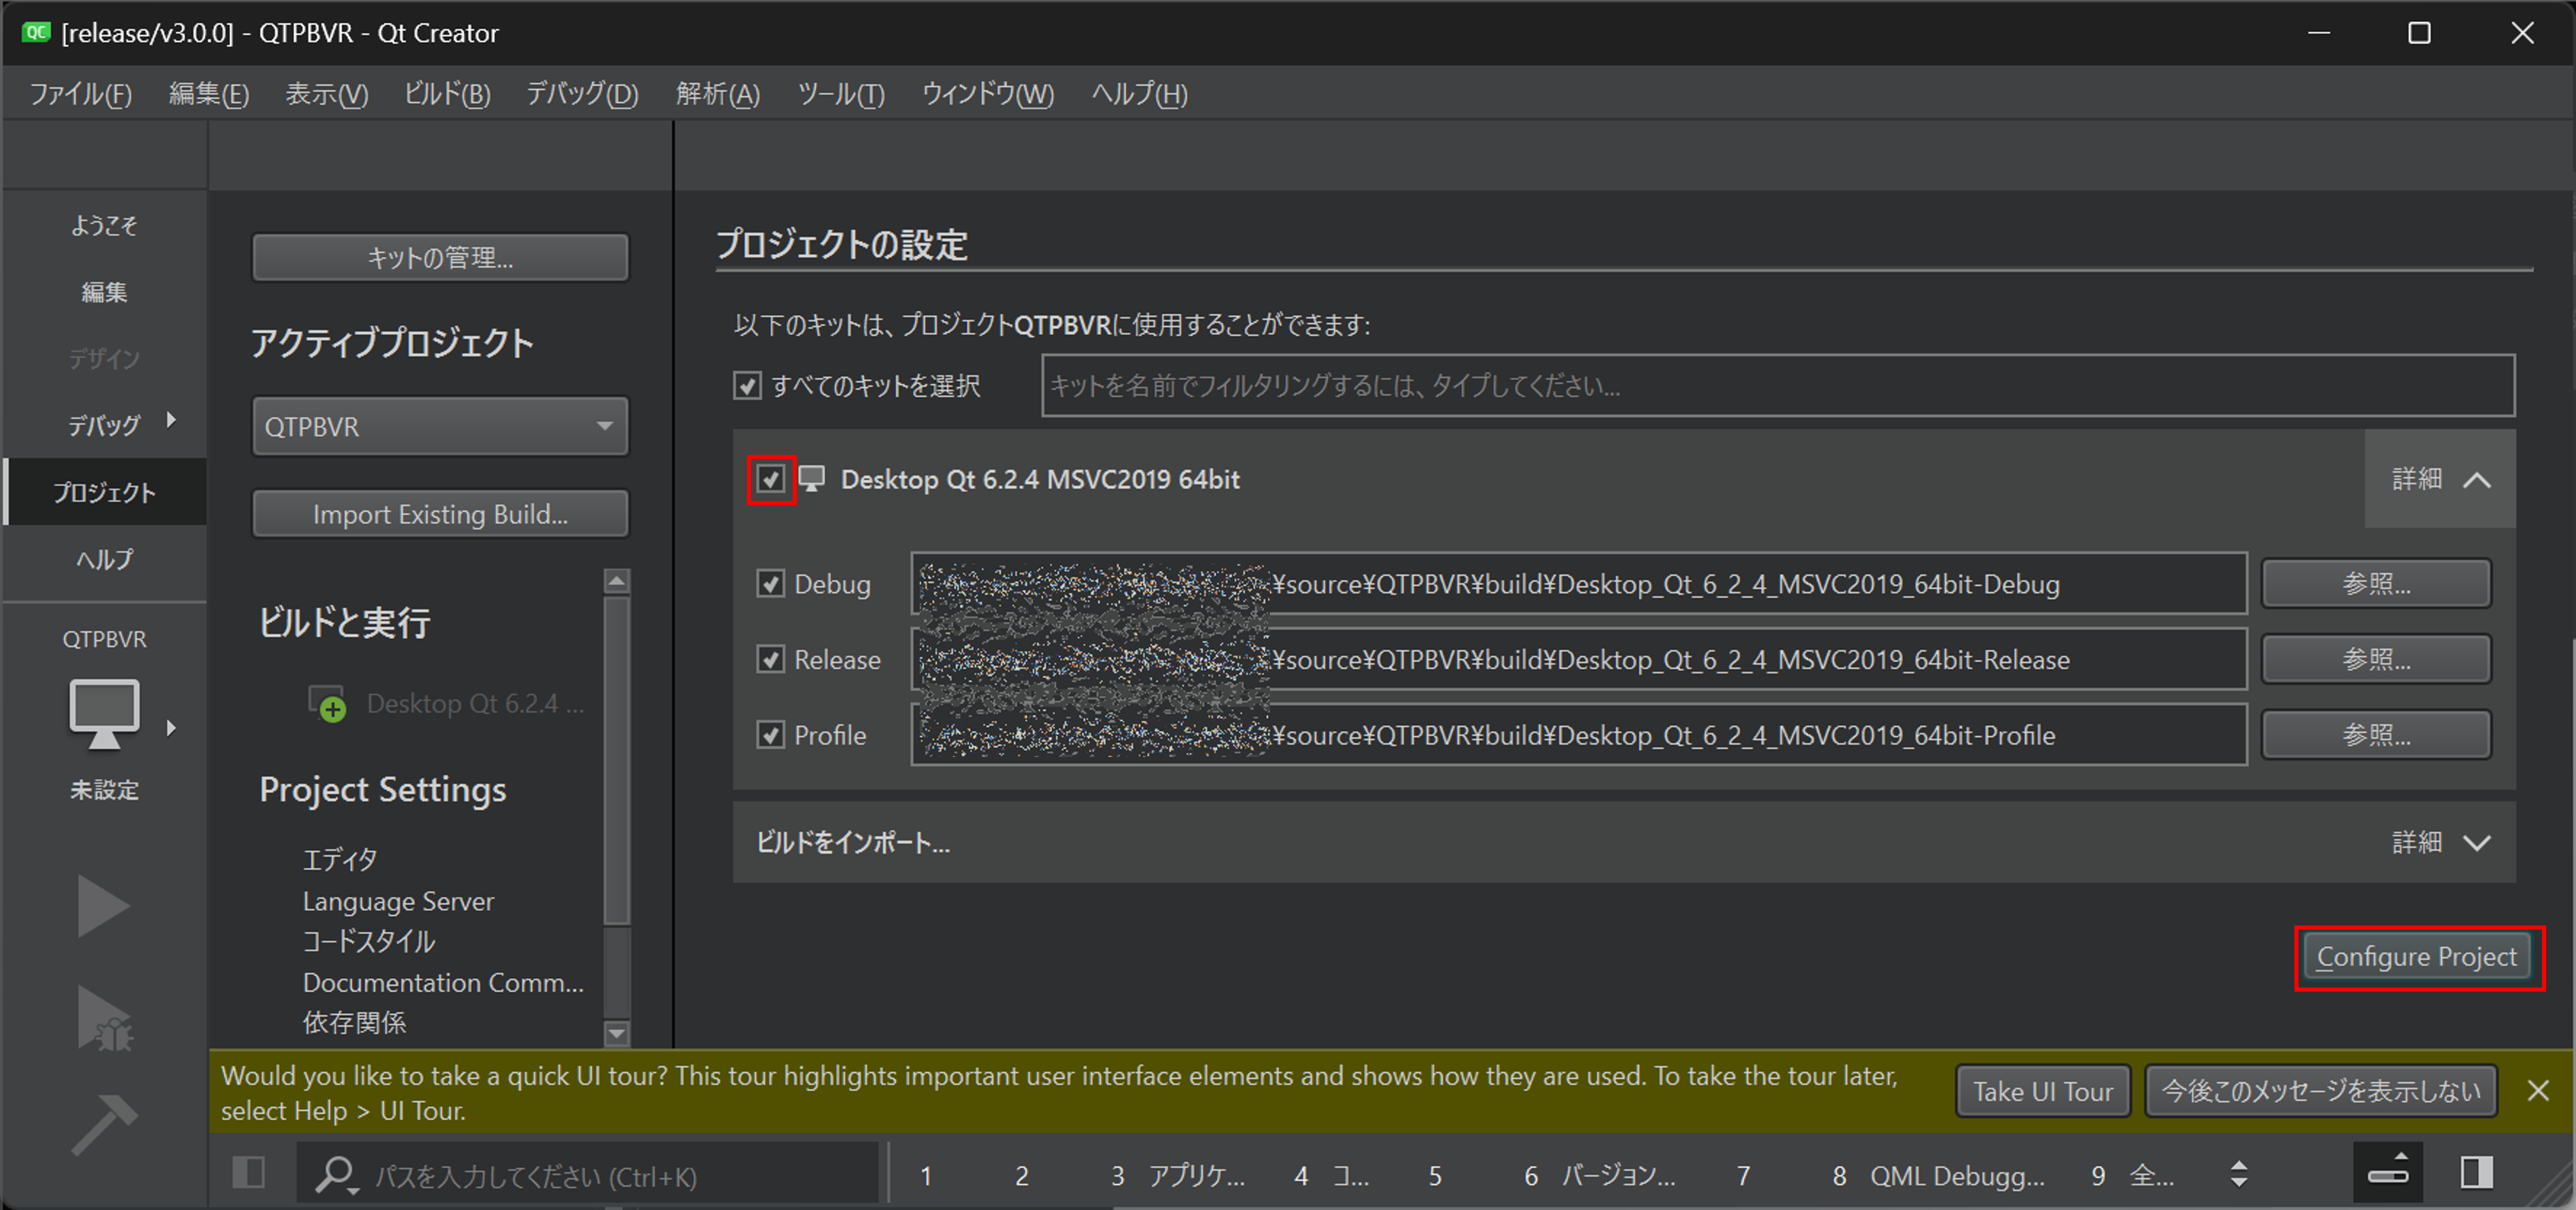 QC [release/v3.0.0] - QTPBVR - Qt Creator
ファイル(F) 編集(E) 表示(V) ビルド(B) デバッグ(D) 解析(A) ツール(T) ウィンドウ(W) ヘルプ(H)
ようこそ
編集
デザイン
デバッグ
プロジェクト
ヘルプ
QTPBVR
未設定
キットの管理...
アクティブプロジェクト
QTPBVR
Import Existing Build...
ビルドと実行
Desktop Qt 6.2.4 ...
Project Settings
エディタ
Language Server
コードスタイル
Documentation Comm...
依存関係
プロジェクトの設定
以下のキットは、プロジェクトQTPBVRに使用することができます:
すべてのキットを選択 キットを名前でフィルタリングするには、タイプしてください...
Desktop Qt 6.2.4 MSVC2019 64bit 詳細
Debug ¥source¥QTPBVR¥build¥Desktop_Qt_6_2_4_MSVC2019_64bit-Debug 参照...
Release ¥source¥QTPBVR¥build¥Desktop_Qt_6_2_4_MSVC2019_64bit-Release 参照...
Profile ¥source¥QTPBVR¥build¥Desktop_Qt_6_2_4_MSVC2019_64bit-Profile 参照...
ビルドをインポート... 詳細
Configure Project
Would you like to take a quick UI tour? This tour highlights important user interface elements and shows how they are used. To take the tour later,
select Help > UI Tour.
Take UI Tour 今後このメッセージを表示しない
パスを入力してください (Ctrl+K) 1 2 3 アプリケ... 4 コ... 5 6 バージョン... 7 8 QML Debugg... 9 全...